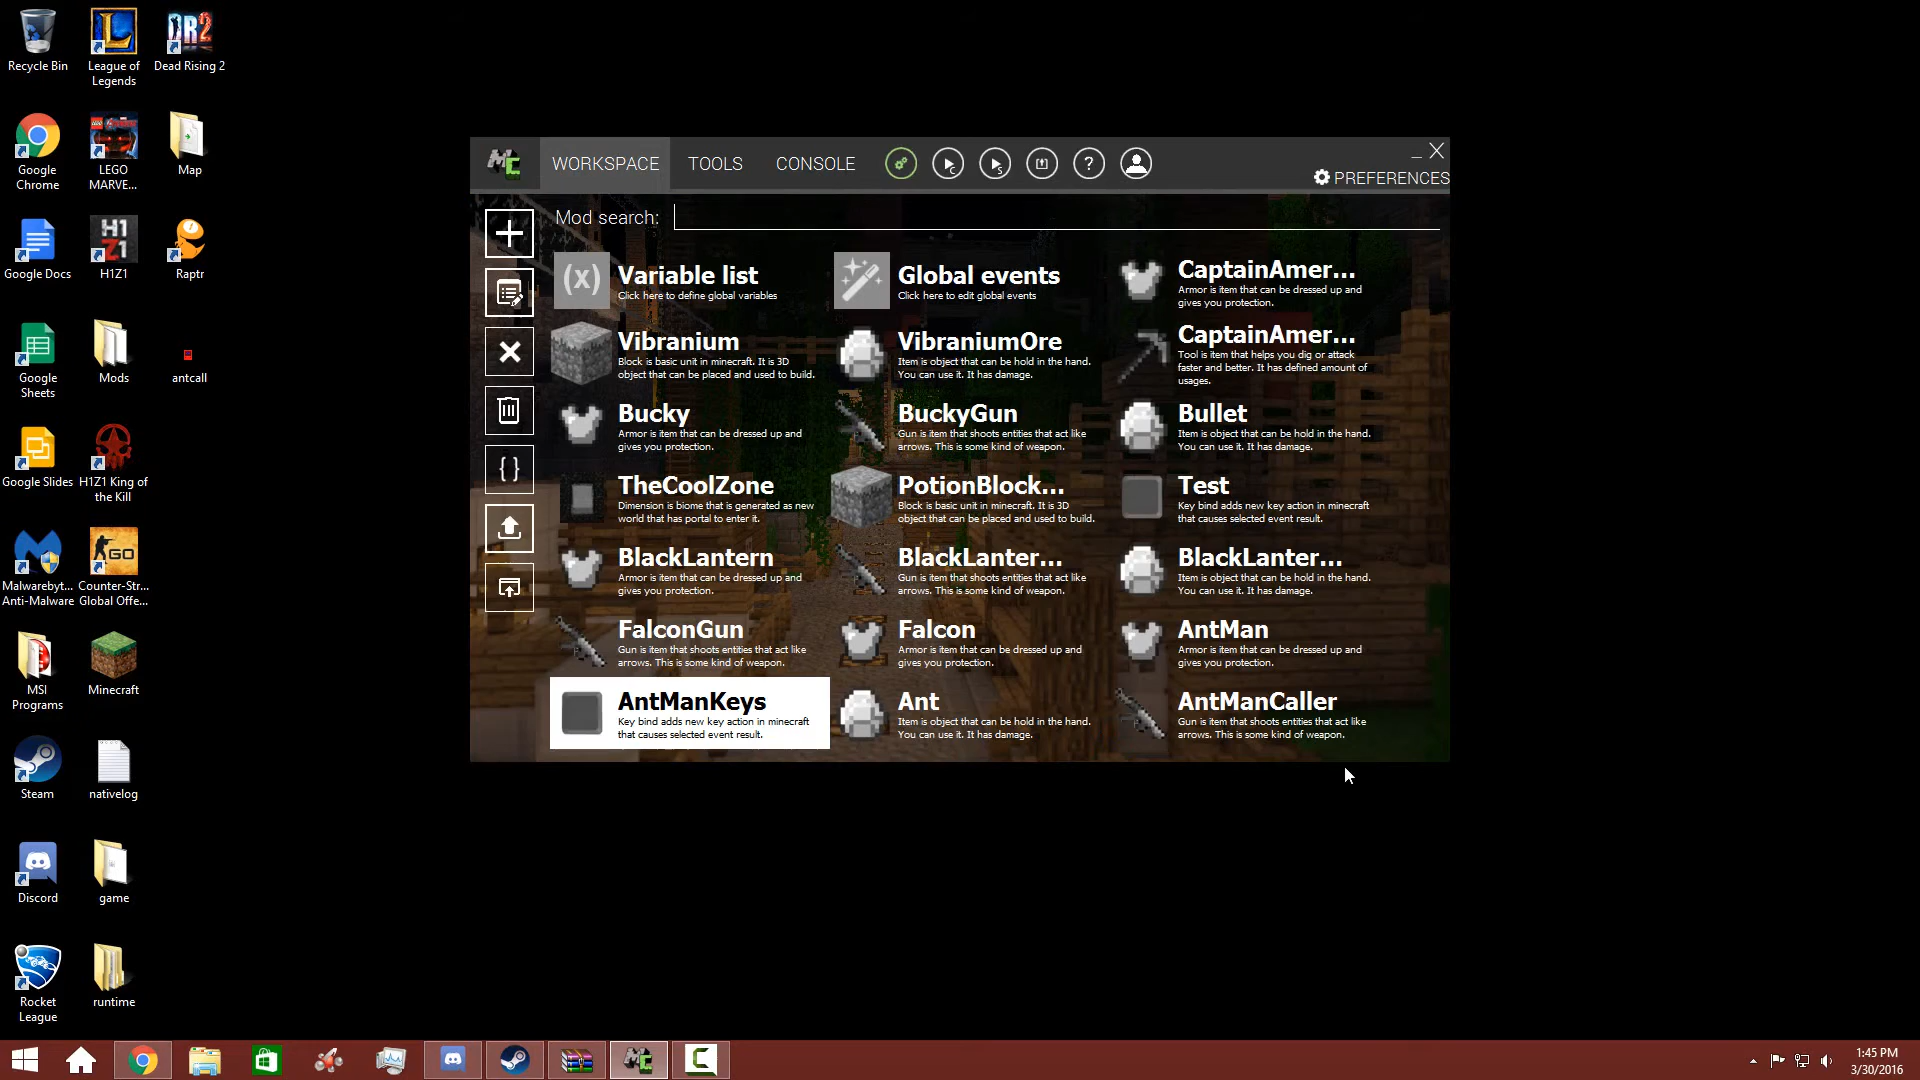 Recycle Bin
League of
Legends
Dead Rising 2
Google
Chrome
LEGO
MARVE...
Map
Google Docs
H1Z1
Raptr
Google
Sheets
Mods
antcall
Google Slides
H1Z1 King of
the Kill
Malwarebyt...
Anti-Malware
Counter-Str...
Global Offe...
MSI
Programs
Minecraft
Steam
nativelog
Discord
game
Rocket
League
runtime
WORKSPACE
TOOLS
CONSOLE
PREFERENCES
Mod search:
Variable list
Click here to define global variables
Global events
Click here to edit global events
CaptainAmer...
Armor is item that can be dressed up and
gives you protection.
Vibranium
Block is basic unit in minecraft. It is 3D
object that can be placed and used to build.
VibraniumOre
Item is object that can be hold in the hand.
You can use it. It has damage.
CaptainAmer...
Tool is item that helps you dig or attack
faster and better. It has defined amount of
usages.
Bucky
Armor is item that can be dressed up and
gives you protection.
BuckyGun
Gun is item that shoots entities that act like
arrows. This is some kind of weapon.
Bullet
Item is object that can be hold in the hand.
You can use it. It has damage.
TheCoolZone
Dimension is biome that is generated as new
world that has portal to enter it.
PotionBlock...
Block is basic unit in minecraft. It is 3D
object that can be placed and used to build.
Test
Key bind adds new key action in minecraft
that causes selected event result.
BlackLantern
Armor is item that can be dressed up and
gives you protection.
BlackLanter...
Gun is item that shoots entities that act like
arrows. This is some kind of weapon.
BlackLanter...
Item is object that can be hold in the hand.
You can use it. It has damage.
FalconGun
Gun is item that shoots entities that act like
arrows. This is some kind of weapon.
Falcon
Armor is item that can be dressed up and
gives you protection.
AntMan
Armor is item that can be dressed up and
gives you protection.
AntManKeys
Key bind adds new key action in minecraft
that causes selected event result.
Ant
Item is object that can be hold in the hand.
You can use it. It has damage.
AntManCaller
Gun is item that shoots entities that act like
arrows. This is some kind of weapon.
1:45 PM
3/30/2016